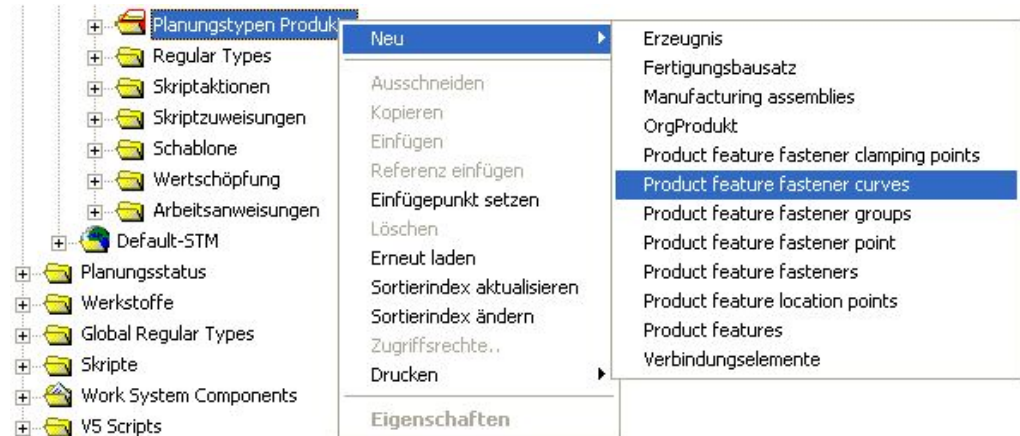 Planungstypen Produk
Regular Types
Skriptaktionen
Skriptzuweisungen
Schablone
Wertschöpfung
Arbeitsanweisungen
Default-STM
Planungsstatus
Werkstoffe
Global Regular Types
Skripte
Work System Components
V5 Scripts
Neu
Ausschneiden
Kopieren
Einfügen
Referenz einfügen
Einfügepunkt setzen
Löschen
Erneut laden
Sortierindex aktualisieren
Sortierindex ändern
Zugriffsrechte..
Drucken
Eigenschaften
Erzeugnis
Fertigungsbausatz
Manufacturing assemblies
OrgProdukt
Product feature fastener clamping points
Product feature fastener curves
Product feature fastener groups
Product feature fastener point
Product feature fasteners
Product feature location points
Product features
Verbindungselemente